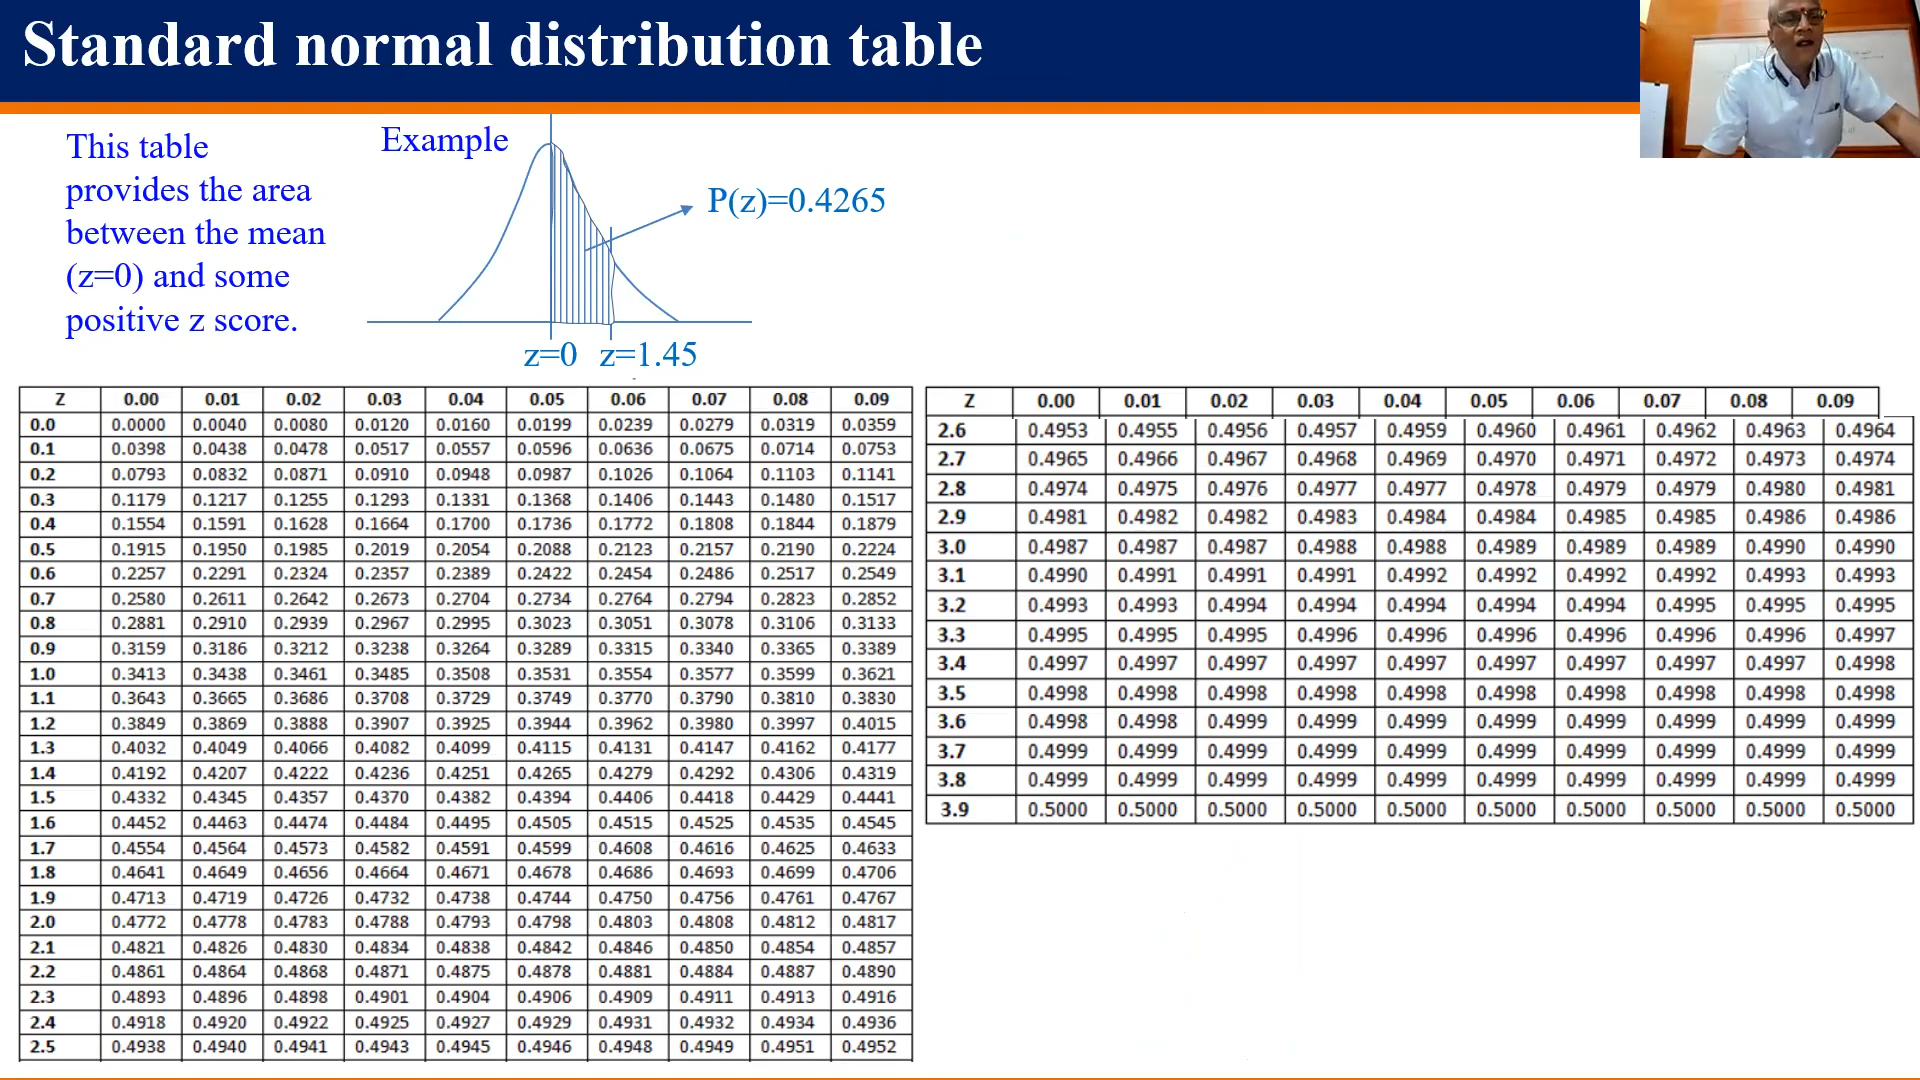 Standard normal distribution table
This table
provides the area
between the mean
(z=0) and some
positive z score.
Example
P(z)=0.4265
z=0 z=1.45
Z 0.00 0.01 0.02 0.03 0.04 0.05 0.06 0.07 0.08 0.09
0.0 0.0000 0.0040 0.0080 0.0120 0.0160 0.0199 0.0239 0.0279 0.0319 0.0359
0.1 0.0398 0.0438 0.0478 0.0517 0.0557 0.0596 0.0636 0.0675 0.0714 0.0753
0.2 0.0793 0.0832 0.0871 0.0910 0.0948 0.0987 0.1026 0.1064 0.1103 0.1141
0.3 0.1179 0.1217 0.1255 0.1293 0.1331 0.1368 0.1406 0.1443 0.1480 0.1517
0.4 0.1554 0.1591 0.1628 0.1664 0.1700 0.1736 0.1772 0.1808 0.1844 0.1879
0.5 0.1915 0.1950 0.1985 0.2019 0.2054 0.2088 0.2123 0.2157 0.2190 0.2224
0.6 0.2257 0.2291 0.2324 0.2357 0.2389 0.2422 0.2454 0.2486 0.2517 0.2549
0.7 0.2580 0.2611 0.2642 0.2673 0.2704 0.2734 0.2764 0.2794 0.2823 0.2852
0.8 0.2881 0.2910 0.2939 0.2967 0.2995 0.3023 0.3051 0.3078 0.3106 0.3133
0.9 0.3159 0.3186 0.3212 0.3238 0.3264 0.3289 0.3315 0.3340 0.3365 0.3389
1.0 0.3413 0.3438 0.3461 0.3485 0.3508 0.3531 0.3554 0.3577 0.3599 0.3621
1.1 0.3643 0.3665 0.3686 0.3708 0.3729 0.3749 0.3770 0.3790 0.3810 0.3830
1.2 0.3849 0.3869 0.3888 0.3907 0.3925 0.3944 0.3962 0.3980 0.3997 0.4015
1.3 0.4032 0.4049 0.4066 0.4082 0.4099 0.4115 0.4131 0.4147 0.4162 0.4177
1.4 0.4192 0.4207 0.4222 0.4236 0.4251 0.4265 0.4279 0.4292 0.4306 0.4319
1.5 0.4332 0.4345 0.4357 0.4370 0.4382 0.4394 0.4406 0.4418 0.4429 0.4441
1.6 0.4452 0.4463 0.4474 0.4484 0.4495 0.4505 0.4515 0.4525 0.4535 0.4545
1.7 0.4554 0.4564 0.4573 0.4582 0.4591 0.4599 0.4608 0.4616 0.4625 0.4633
1.8 0.4641 0.4649 0.4656 0.4664 0.4671 0.4678 0.4686 0.4693 0.4699 0.4706
1.9 0.4713 0.4719 0.4726 0.4732 0.4738 0.4744 0.4750 0.4756 0.4761 0.4767
2.0 0.4772 0.4778 0.4783 0.4788 0.4793 0.4798 0.4803 0.4808 0.4812 0.4817
2.1 0.4821 0.4826 0.4830 0.4834 0.4838 0.4842 0.4846 0.4850 0.4854 0.4857
2.2 0.4861 0.4864 0.4868 0.4871 0.4875 0.4878 0.4881 0.4884 0.4887 0.4890
2.3 0.4893 0.4896 0.4898 0.4901 0.4904 0.4906 0.4909 0.4911 0.4913 0.4916
2.4 0.4918 0.4920 0.4922 0.4925 0.4927 0.4929 0.4931 0.4932 0.4934 0.4936
2.5 0.4938 0.4940 0.4941 0.4943 0.4945 0.4946 0.4948 0.4949 0.4951 0.4952
Z 0.00 0.01 0.02 0.03 0.04 0.05 0.06 0.07 0.08 0.09
2.6 0.4953 0.4955 0.4956 0.4957 0.4959 0.4960 0.4961 0.4962 0.4963 0.4964
2.7 0.4965 0.4966 0.4967 0.4968 0.4969 0.4970 0.4971 0.4972 0.4973 0.4974
2.8 0.4974 0.4975 0.4976 0.4977 0.4977 0.4978 0.4979 0.4979 0.4980 0.4981
2.9 0.4981 0.4982 0.4982 0.4983 0.4984 0.4984 0.4985 0.4985 0.4986 0.4986
3.0 0.4987 0.4987 0.4987 0.4988 0.4988 0.4989 0.4989 0.4989 0.4990 0.4990
3.1 0.4990 0.4991 0.4991 0.4991 0.4992 0.4992 0.4992 0.4992 0.4993 0.4993
3.2 0.4993 0.4993 0.4994 0.4994 0.4994 0.4994 0.4994 0.4995 0.4995 0.4995
3.3 0.4995 0.4995 0.4995 0.4996 0.4996 0.4996 0.4996 0.4996 0.4996 0.4997
3.4 0.4997 0.4997 0.4997 0.4997 0.4997 0.4997 0.4997 0.4997 0.4997 0.4998
3.5 0.4998 0.4998 0.4998 0.4998 0.4998 0.4998 0.4998 0.4998 0.4998 0.4998
3.6 0.4998 0.4998 0.4999 0.4999 0.4999 0.4999 0.4999 0.4999 0.4999 0.4999
3.7 0.4999 0.4999 0.4999 0.4999 0.4999 0.4999 0.4999 0.4999 0.4999 0.4999
3.8 0.4999 0.4999 0.4999 0.4999 0.4999 0.4999 0.4999 0.4999 0.4999 0.4999
3.9 0.5000 0.5000 0.5000 0.5000 0.5000 0.5000 0.5000 0.5000 0.5000 0.5000